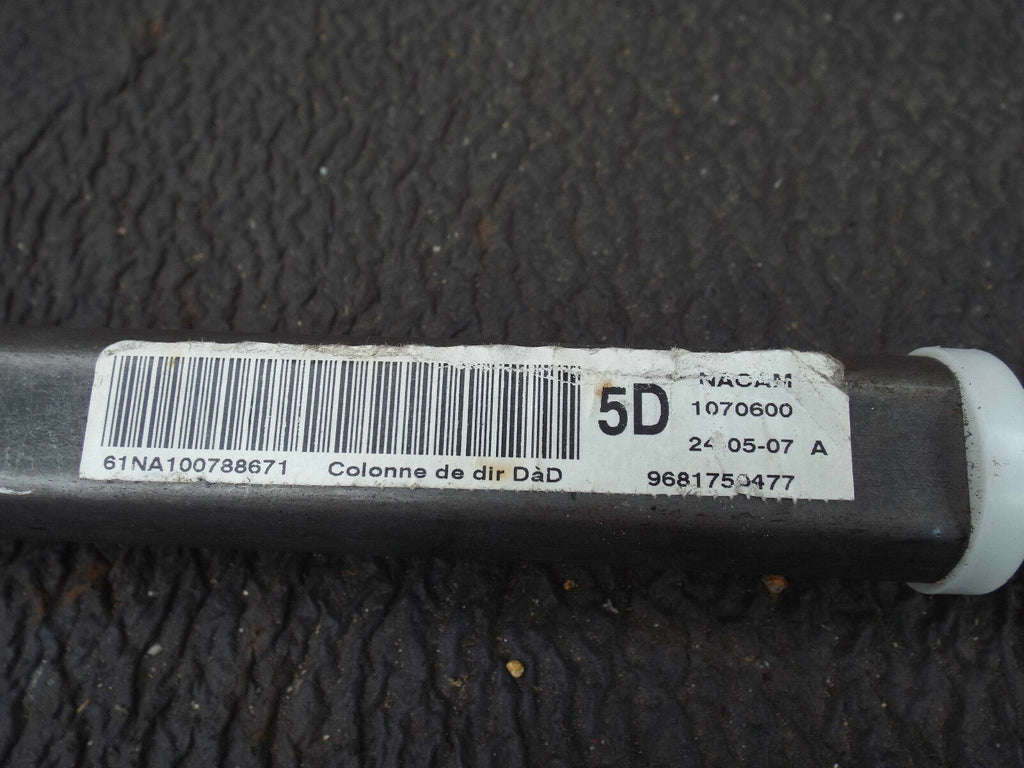 5D
NACAM
1070600
24-05-07 A
61NA100788671 Colonne de dir DàD
9681750477